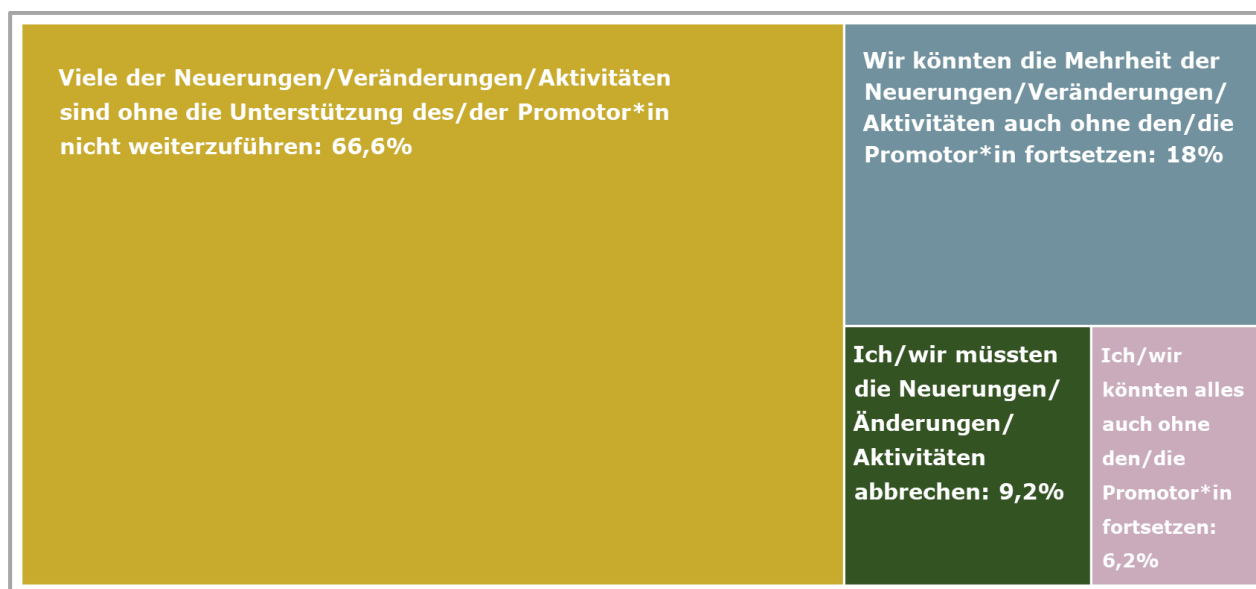 Viele der Neuerungen/Veränderungen/Aktivitäten
sind ohne die Unterstützung des/der Promotor*in
nicht weiterzuführen: 66,6%
Wir könnten die Mehrheit der
Neuerungen/Veränderungen/
Aktivitäten auch ohne den/die
Promotor*in fortsetzen: 18%
Ich/wir müssten
die Neuerungen/
Änderungen/
Aktivitäten
abbrechen: 9,2%
Ich/wir
könnten alles
auch ohne
den/die
Promotor*in
fortsetzen:
6,2%